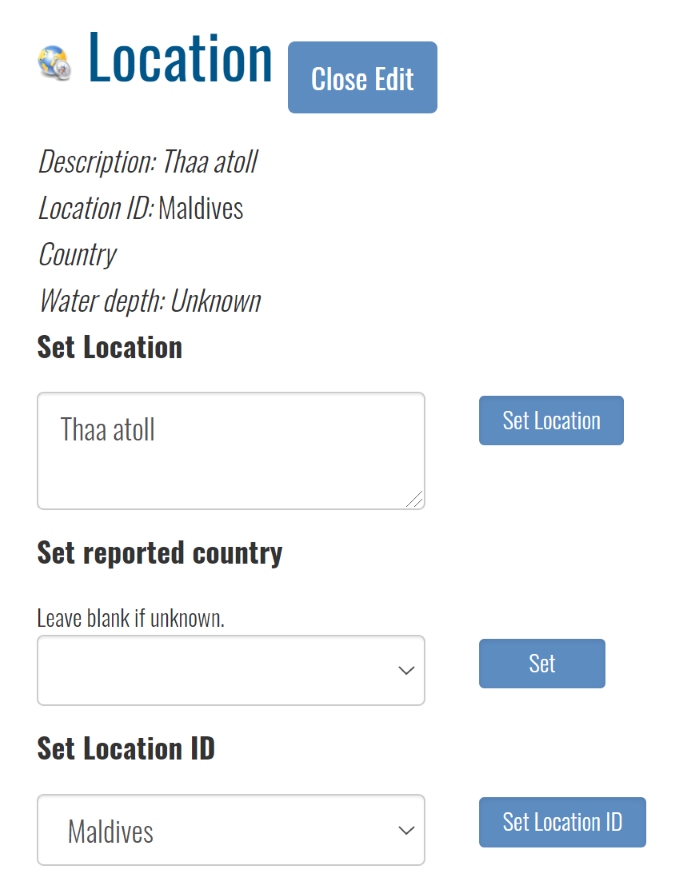 Location
Close Edit
Description: Thaa atoll
Location ID: Maldives
Country
Water depth: Unknown
Set Location
Thaa atoll
Set Location
Set reported country
Leave blank if unknown.
Set
Set Location ID
Maldives
Set Location ID